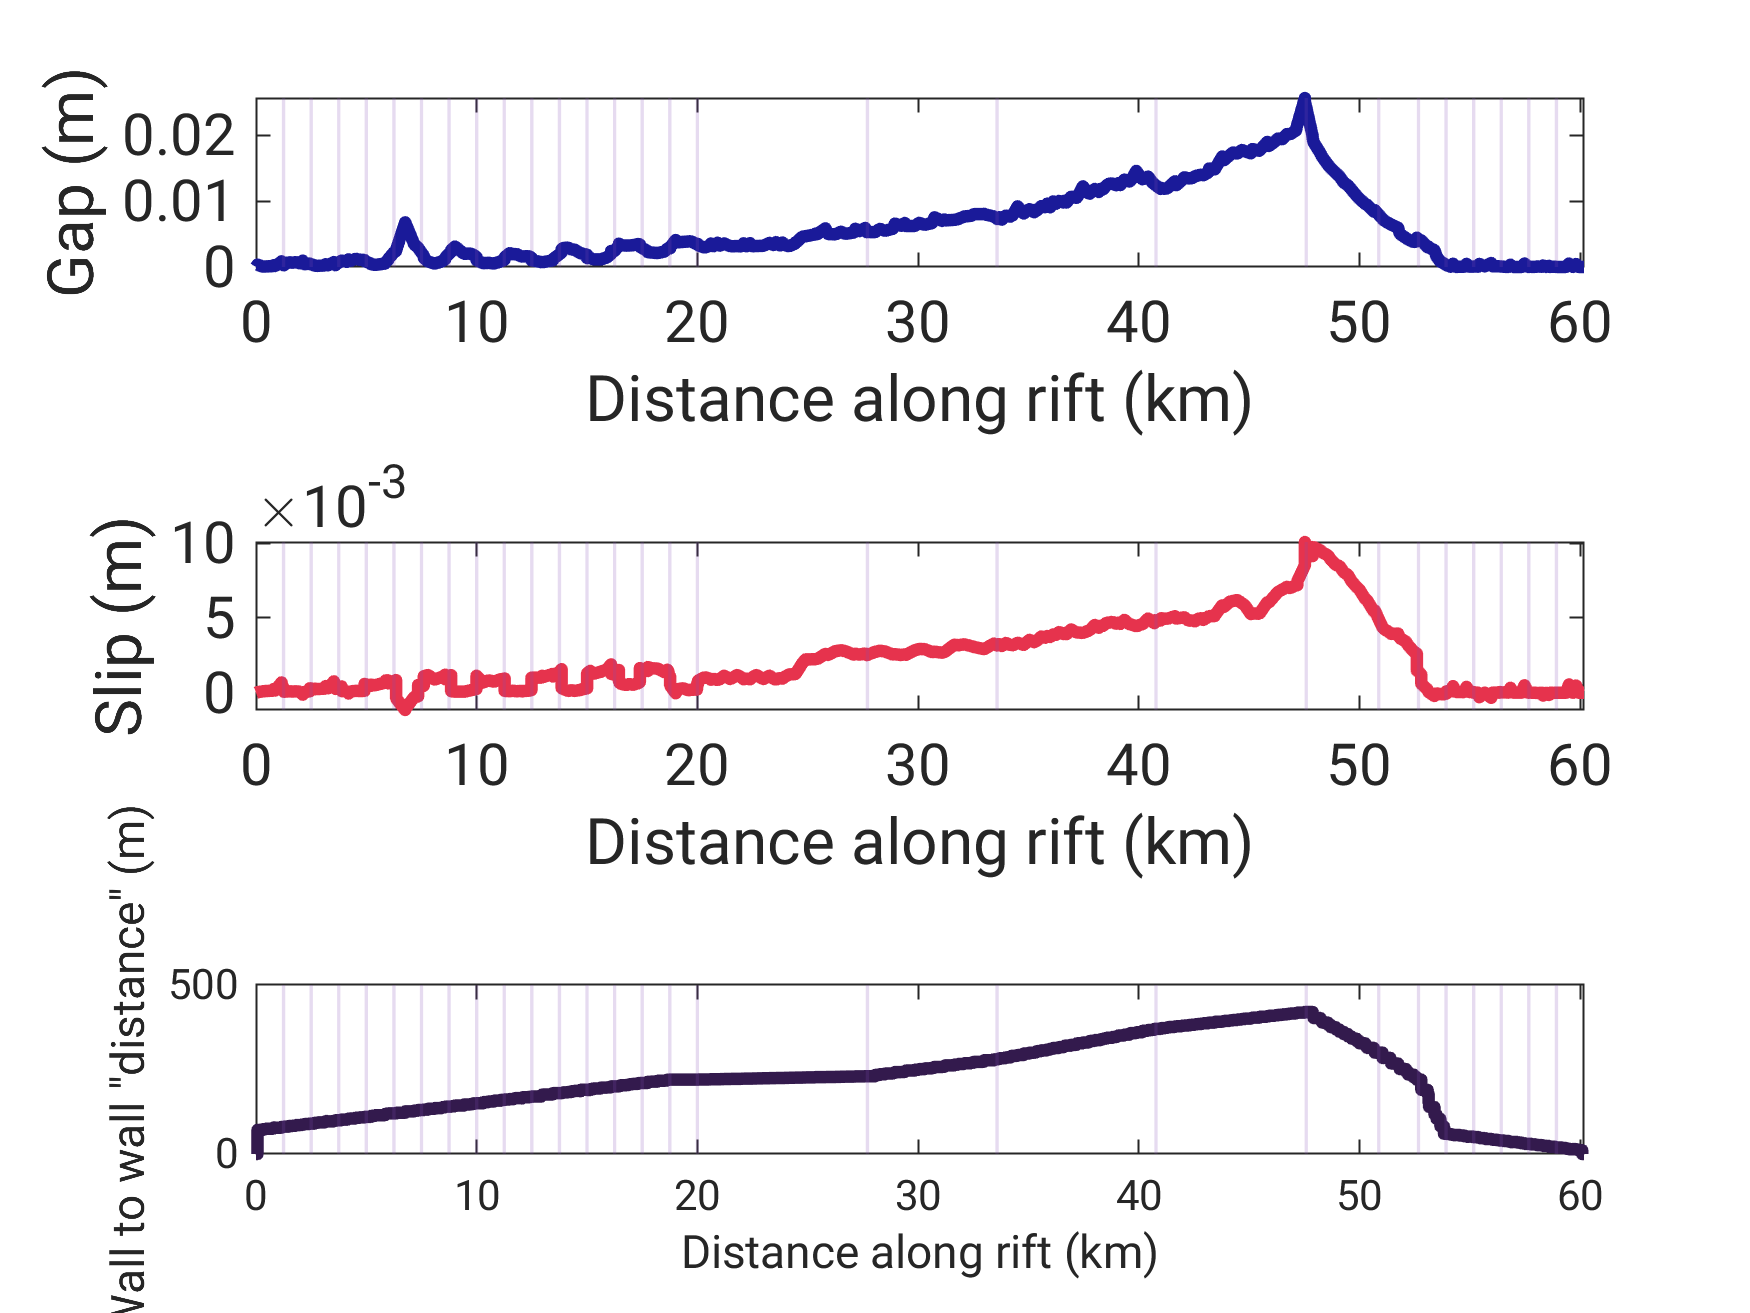 Gap (m)
0.02
0.01
0
0 10 20 30 40 50 60
Distance along rift (km)
×10-3
Slip (m)
10
5
0
0 10 20 30 40 50 60
Distance along rift (km)
to wall "distance" (m)
500
0
0 10 20 30 40 50 60
Distance along rift (km)